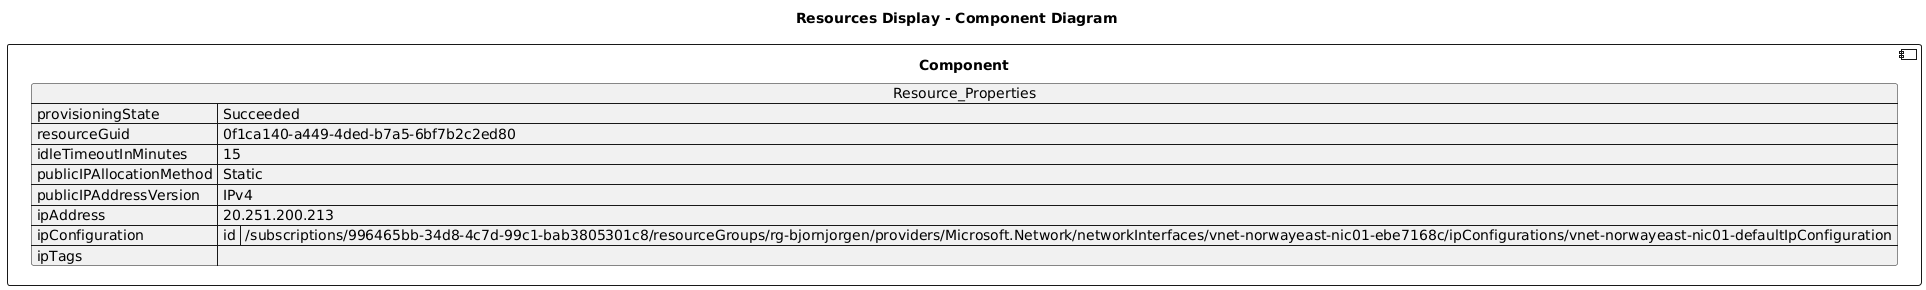 Resources Display - Component Diagram
Component
Resource_Properties
provisioningState Succeeded
resourceGuid 0f1ca140-a449-4ded-b7a5-6bf7b2c2ed80
idleTimeoutInMinutes 15
publicIPAllocationMethod Static
publicIPAddressVersion IPv4
ipAddress 20.251.200.213
ipConfiguration id /subscriptions/996465bb-34d8-4c7d-99c1-bab3805301c8/resourceGroups/rg-bjornjorgen/providers/Microsoft.Network/networkInterfaces/vnet-norwayeast-nic01-ebe7168c/ipConfigurations/vnet-norwayeast-nic01-defaultIpConfiguration
ipTags